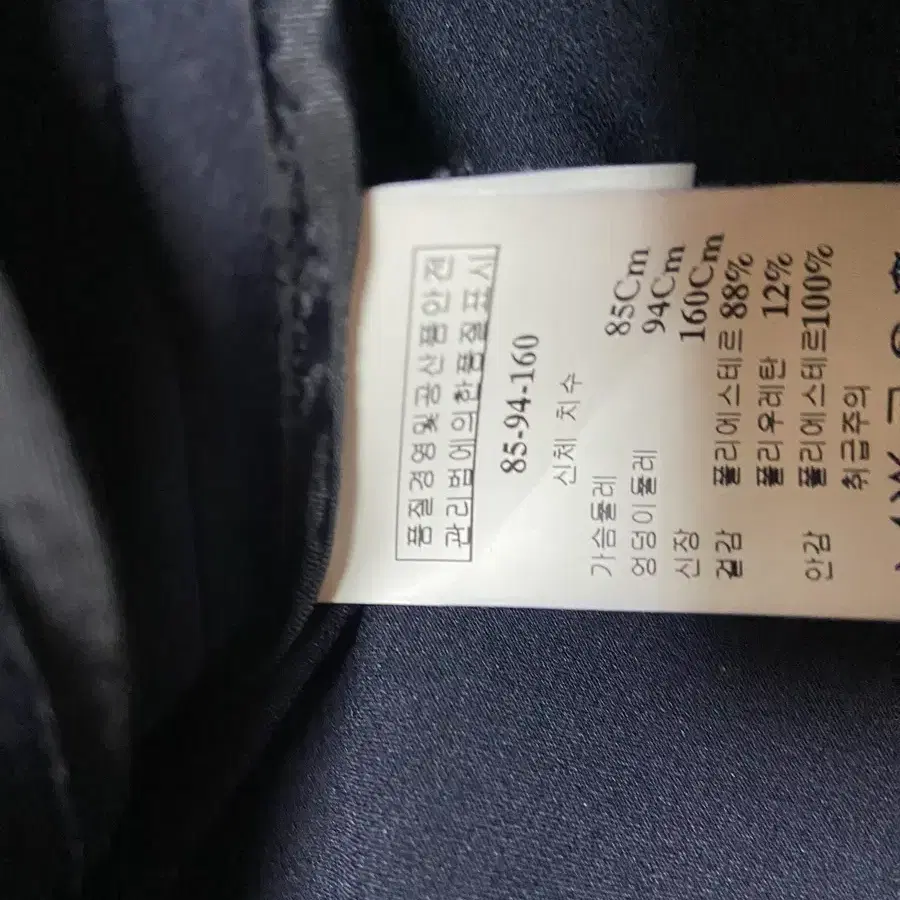 품질경영및공산품안전
관리법에의한품질표시
85-94-160
신체 치수
가슴둘레 85Cm
엉덩이둘레 94Cm
신장 160Cm
겉감 폴리에스테르 88%
폴리우레탄 12%
안감 폴리에스테르100%
취급주의